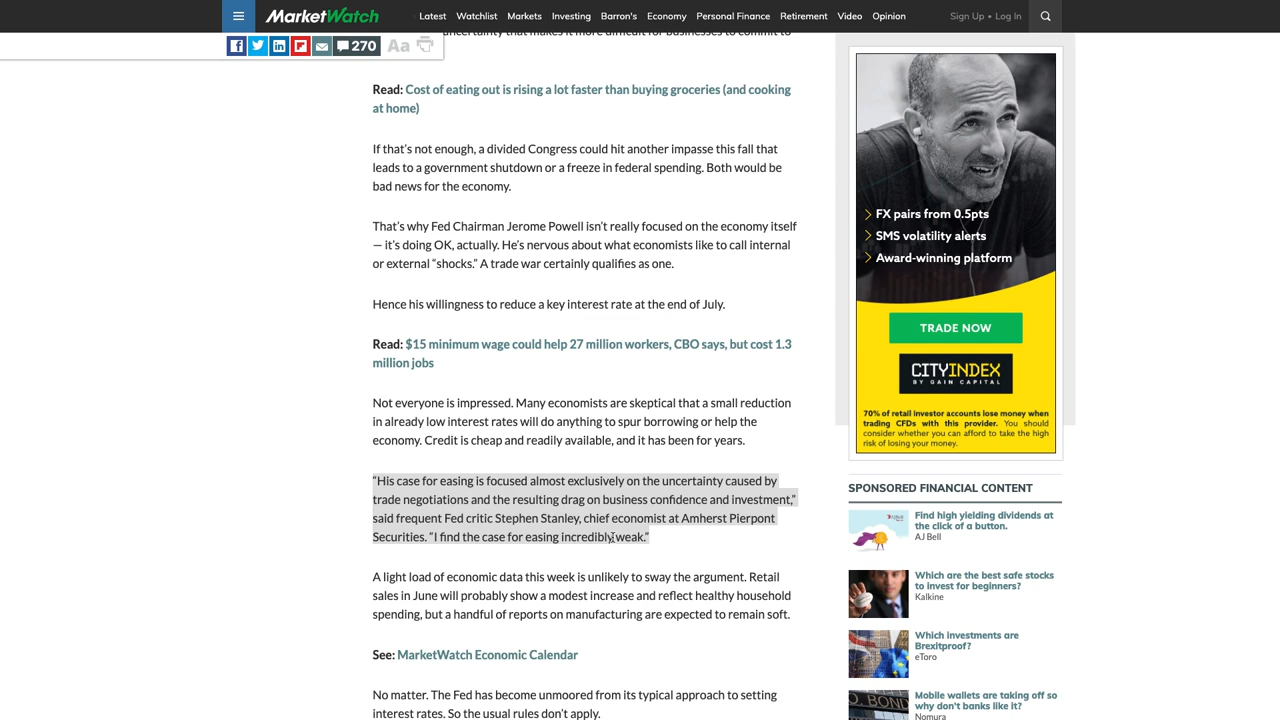 MarketWatch
Latest Watchlist Markets Investing Barron's Economy Personal Finance Retirement Video Opinion
Sign Up • Log In
270 Aa
uncertainty that makes it more difficult for businesses to commit to
Read: Cost of eating out is rising a lot faster than buying groceries (and cooking
at home)
If that's not enough, a divided Congress could hit another impasse this fall that
leads to a government shutdown or a freeze in federal spending. Both would be
bad news for the economy.
That's why Fed Chairman Jerome Powell isn't really focused on the economy itself
— it's doing OK, actually. He's nervous about what economists like to call internal
or external “shocks.” A trade war certainly qualifies as one.
Hence his willingness to reduce a key interest rate at the end of July.
Read: $15 minimum wage could help 27 million workers, CBO says, but cost 1.3
million jobs
Not everyone is impressed. Many economists are skeptical that a small reduction
in already low interest rates will do anything to spur borrowing or help the
economy. Credit is cheap and readily available, and it has been for years.
“His case for easing is focused almost exclusively on the uncertainty caused by
trade negotiations and the resulting drag on business confidence and investment,”
said frequent Fed critic Stephen Stanley, chief economist at Amherst Pierpont
Securities. “I find the case for easing incredibly weak.”
A light load of economic data this week is unlikely to sway the argument. Retail
sales in June will probably show a modest increase and reflect healthy household
spending, but a handful of reports on manufacturing are expected to remain soft.
See: MarketWatch Economic Calendar
No matter. The Fed has become unmoored from its typical approach to setting
interest rates. So the usual rules don't apply.
FX pairs from 0.5pts
SMS volatility alerts
Award-winning platform
TRADE NOW
CITYINDEX
BY GAIN CAPITAL
70% of retail investor accounts lose money when
trading CFDs with this provider. You should
consider whether you can afford to take the high
risk of losing your money.
SPONSORED FINANCIAL CONTENT
Find high yielding dividends at
the click of a button.
AJ Bell
Which are the best safe stocks
to invest for beginners?
Kalkine
Which investments are
Brexitproof?
eToro
Mobile wallets are taking off so
why don't banks like it?
Nomura